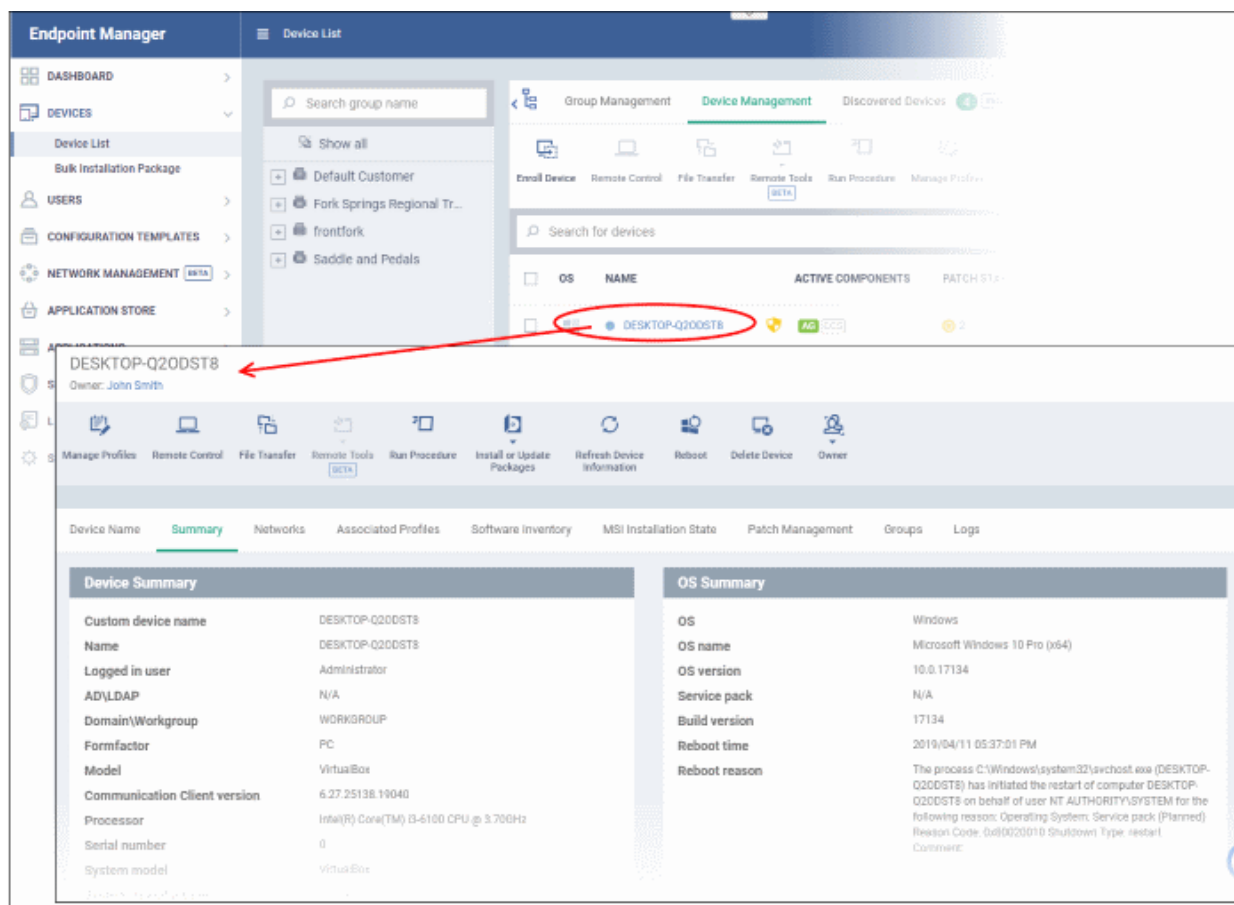 Endpoint Manager
Device List
DASHBOARD
DEVICES
Device List
Bulk Installation Package
USERS
CONFIGURATION TEMPLATES
NETWORK MANAGEMENT BETA
APPLICATION STORE
Search group name
Show all
Default Customer
Fork Springs Regional Tr...
frontfork
Saddle and Pedals
Group Management Device Management Discovered Devices 4
Enroll Device Remote Control File Transfer Remote Tools Run Procedure Manage Profiles
BETA
Search for devices
OS NAME ACTIVE COMPONENTS PATCH
DESKTOP-Q2ODST8 AG CCS 2
DESKTOP-Q2ODST8
Owner: John Smith
Manage Profiles Remote Control File Transfer Remote Tools Run Procedure Install or Update Refresh Device Reboot Delete Device Owner
BETA Packages Information
Device Name Summary Networks Associated Profiles Software Inventory MSI Installation State Patch Management Groups Logs
Device Summary
Custom device name DESKTOP-Q2ODST8
Name DESKTOP-Q2ODST8
Logged in user Administrator
AD\LDAP N/A
Domain\Workgroup WORKGROUP
Formfactor PC
Model VirtualBox
Communication Client version 6.27.25138.19040
Processor Intel(R) Core(TM) i3-6100 CPU @ 3.70GHz
Serial number 0
System model VirtualBox
OS Summary
OS Windows
OS name Microsoft Windows 10 Pro (x64)
OS version 10.0.17134
Service pack N/A
Build version 17134
Reboot time 2019/04/11 05:37:01 PM
Reboot reason The process C:\Windows\system32\svchost.exe (DESKTOP-
Q2ODST8) has initiated the restart of computer DESKTOP-
Q2ODST8 on behalf of user NT AUTHORITY\SYSTEM for the
following reason: Operating System: Service pack (Planned)
Reason Code: 0x80020010 Shutdown Type: restart
Comment: